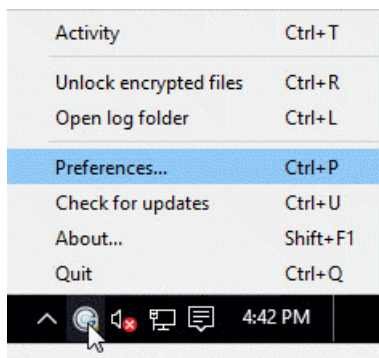 Activity Ctrl+T
Unlock encrypted files Ctrl+R
Open log folder Ctrl+L
Preferences... Ctrl+P
Check for updates Ctrl+U
About... Shift+F1
Quit Ctrl+Q
4:42 PM